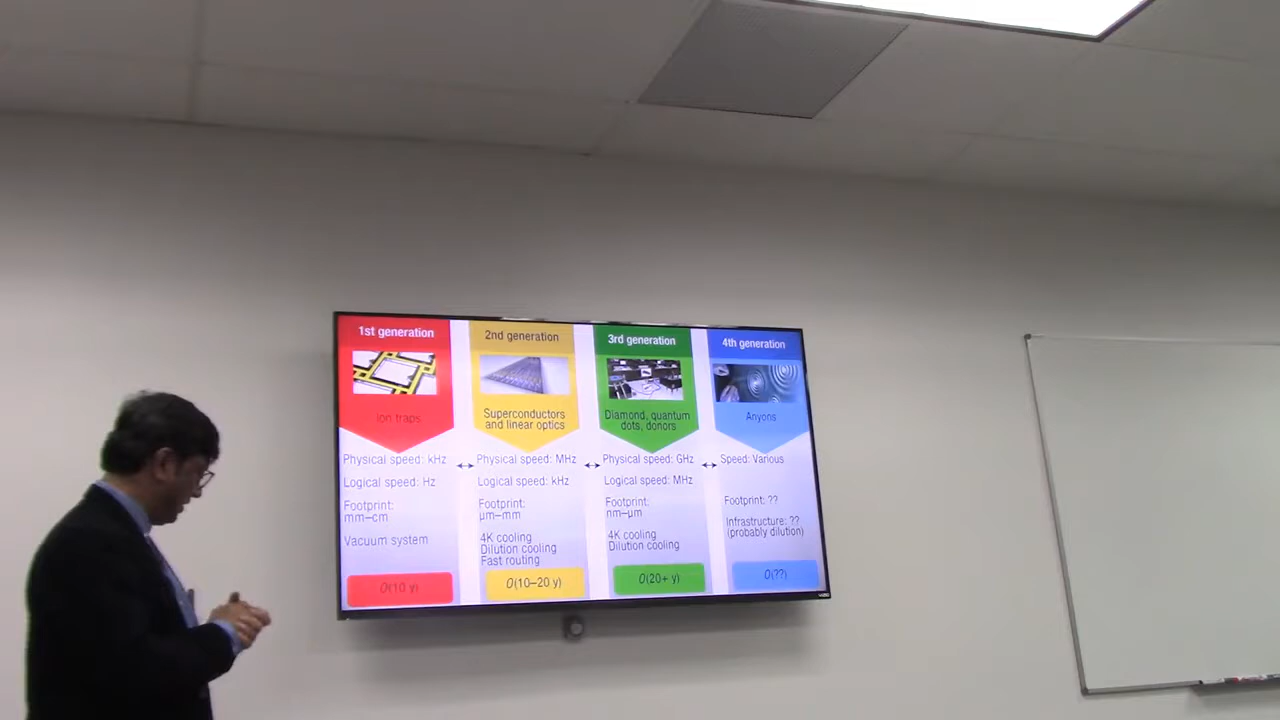 1st generation
Ion traps
Physical speed: kHz
Logical speed: Hz
Footprint:
mm–cm
Vacuum system
O(10 y)
2nd generation
Superconductors
and linear optics
Physical speed: MHz
Logical speed: kHz
Footprint:
µm–mm
4K cooling
Dilution cooling
Fast routing
O(10–20 y)
3rd generation
Diamond, quantum
dots, donors
Physical speed: GHz
Logical speed: MHz
Footprint:
nm–µm
4K cooling
Dilution cooling
O(20+ y)
4th generation
Anyons
Speed: Various
Footprint: ??
Infrastructure: ??
(probably dilution)
O(??)
VIZIO